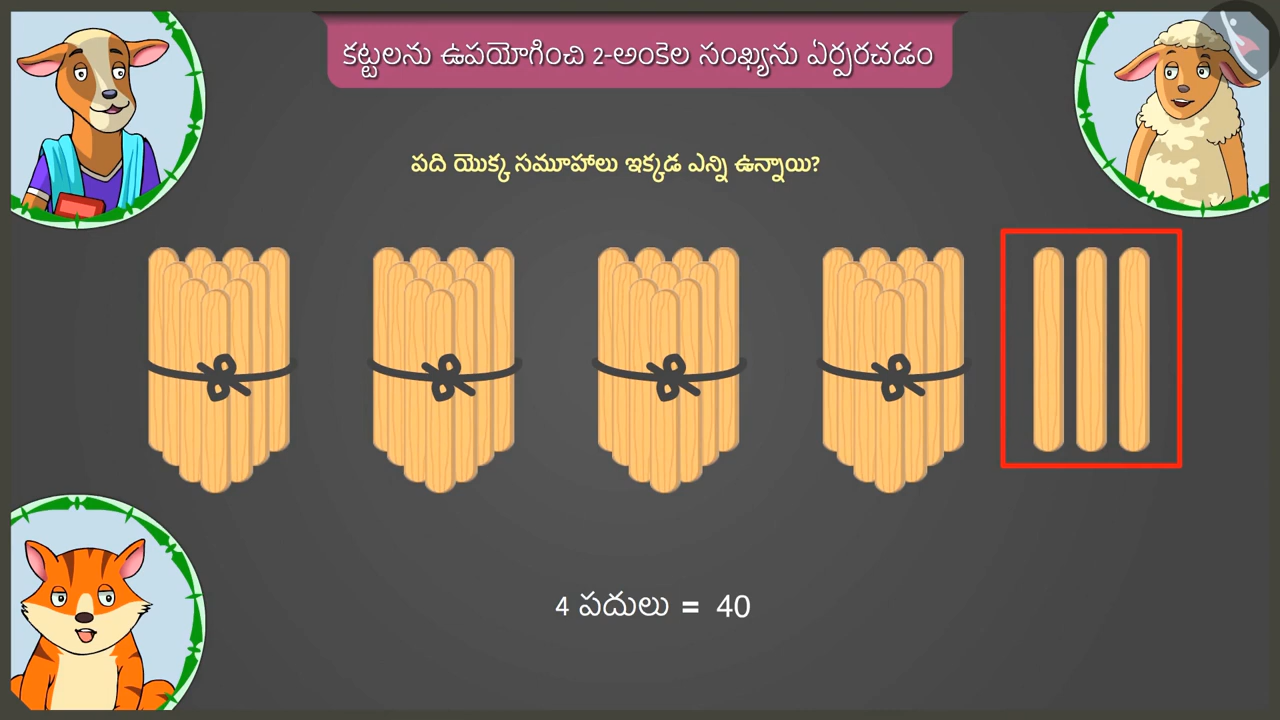 కట్టలను ఉపయోగించి 2-అంకెల సంఖ్యను ఏర్పరచడం
పది యొక్క సమూహాలు ఇక్కడ ఎన్ని ఉన్నాయి?
4 పదులు = 40